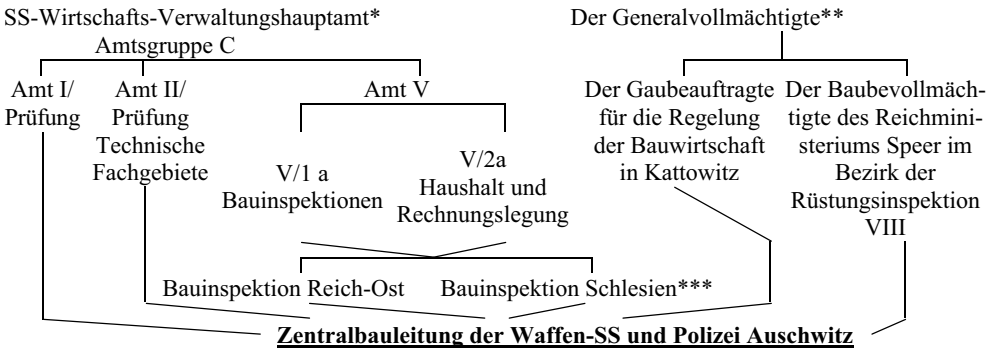 SS-Wirtschafts-Verwaltungshauptamt*
Amtsgruppe C
Der Generalvollmächtigte**
Amt I/
Prüfung
Amt II/
Prüfung
Technische
Fachgebiete
Amt V
V/1 a
Bauinspektionen
V/2a
Haushalt und
Rechnungslegung
Der Gaubeauftragte
für die Regelung
der Bauwirtschaft
in Kattowitz
Der Baubevollmäch-
tigte des Reichmini-
steriums Speer im
Bezirk der
Rüstungsinspektion
VIII
Bauinspektion Reich-Ost
Bauinspektion Schlesien***
Zentralbauleitung der Waffen-SS und Polizei Auschwitz